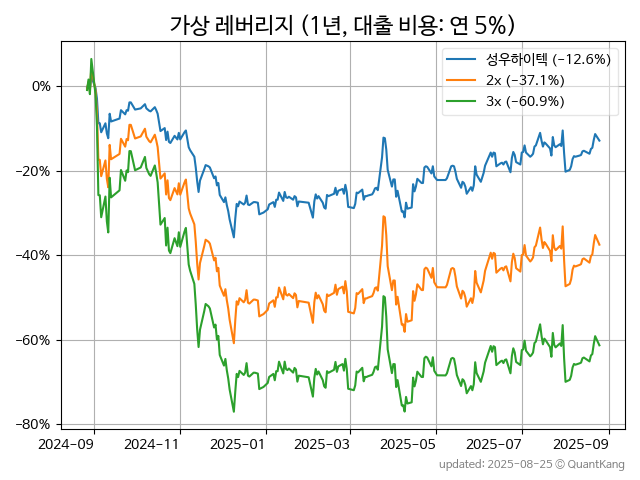 가상 레버리지 (1년, 대출 비용: 연 5%)
성우하이텍 (−12.6%)
2x (−37.1%)
3x (−60.9%)
0%
−20%
−40%
−60%
−80%
2024-09 2024-11 2025-01 2025-03 2025-05 2025-07 2025-09
updated: 2025-08-25 © QuantKang